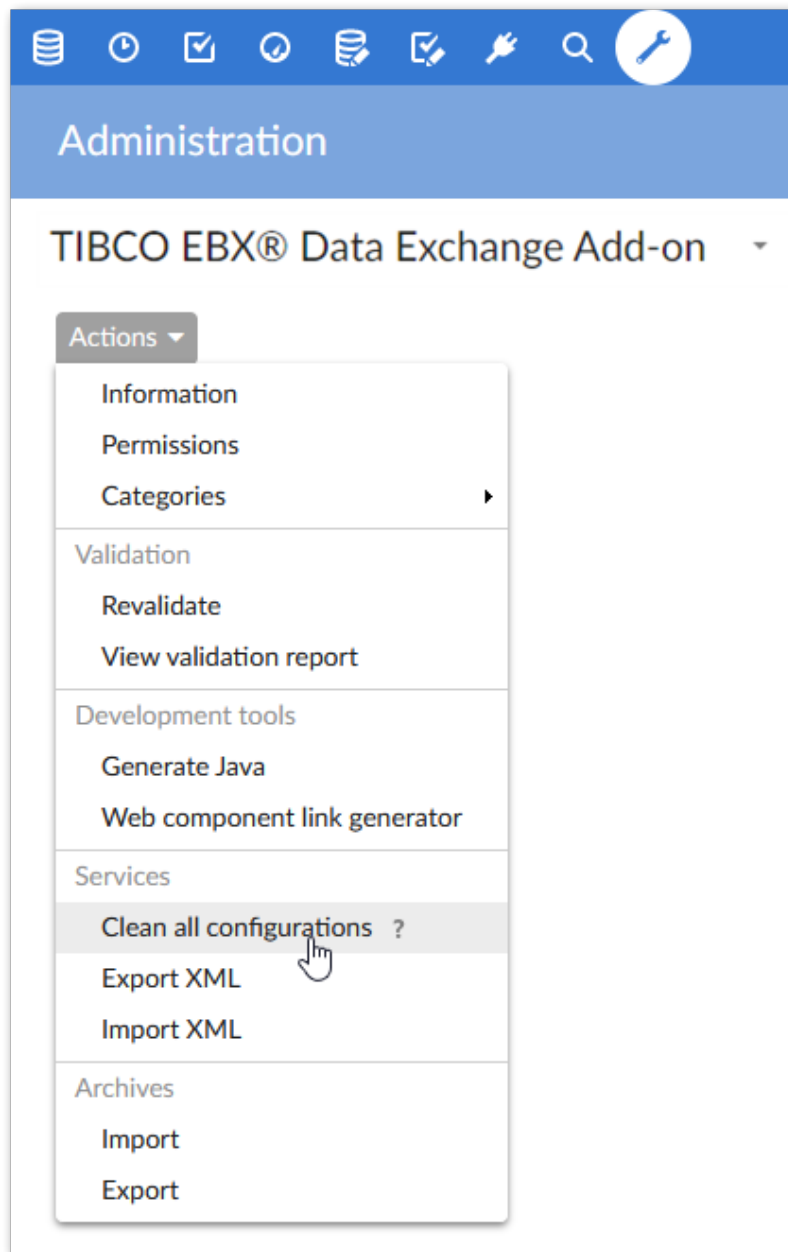 Administration
TIBCO EBX® Data Exchange Add-on
Actions
Information
Permissions
Categories
Validation
Revalidate
View validation report
Development tools
Generate Java
Web component link generator
Services
Clean all configurations ?
Export XML
Import XML
Archives
Import
Export